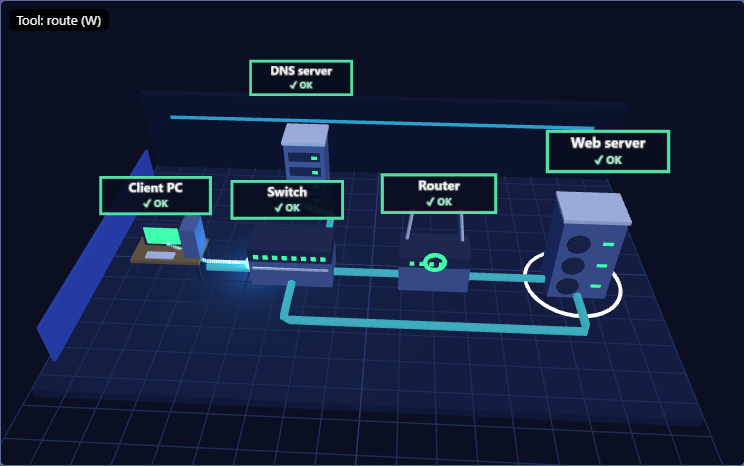 Tool: route (W)
DNS server
✓ OK
Web server
✓ OK
Client PC
✓ OK
Switch
✓ OK
Router
✓ OK